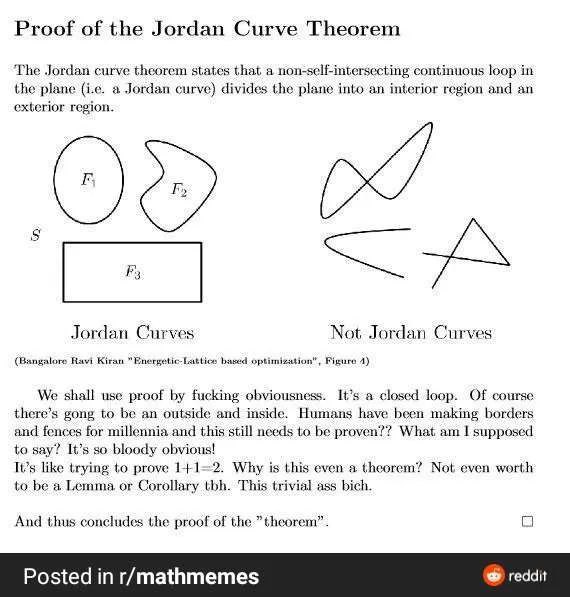 Proof of the Jordan Curve Theorem
The Jordan curve theorem states that a non-self-intersecting continuous loop in
the plane (i.e. a Jordan curve) divides the plane into an interior region and an
exterior region.
F₁
F₂
S
F₃
Jordan Curves
Not Jordan Curves
(Bangalore Ravi Kiran "Energetic-Lattice based optimization", Figure 4)
We shall use proof by fucking obviousness. It's a closed loop. Of course
there's gong to be an outside and inside. Humans have been making borders
and fences for millennia and this still needs to be proven?? What am I supposed
to say? It's so bloody obvious!
It's like trying to prove 1+1=2. Why is this even a theorem? Not even worth
to be a Lemma or Corollary tbh. This trivial ass bich.
And thus concludes the proof of the "theorem". □
Posted in r/mathmemes
reddit